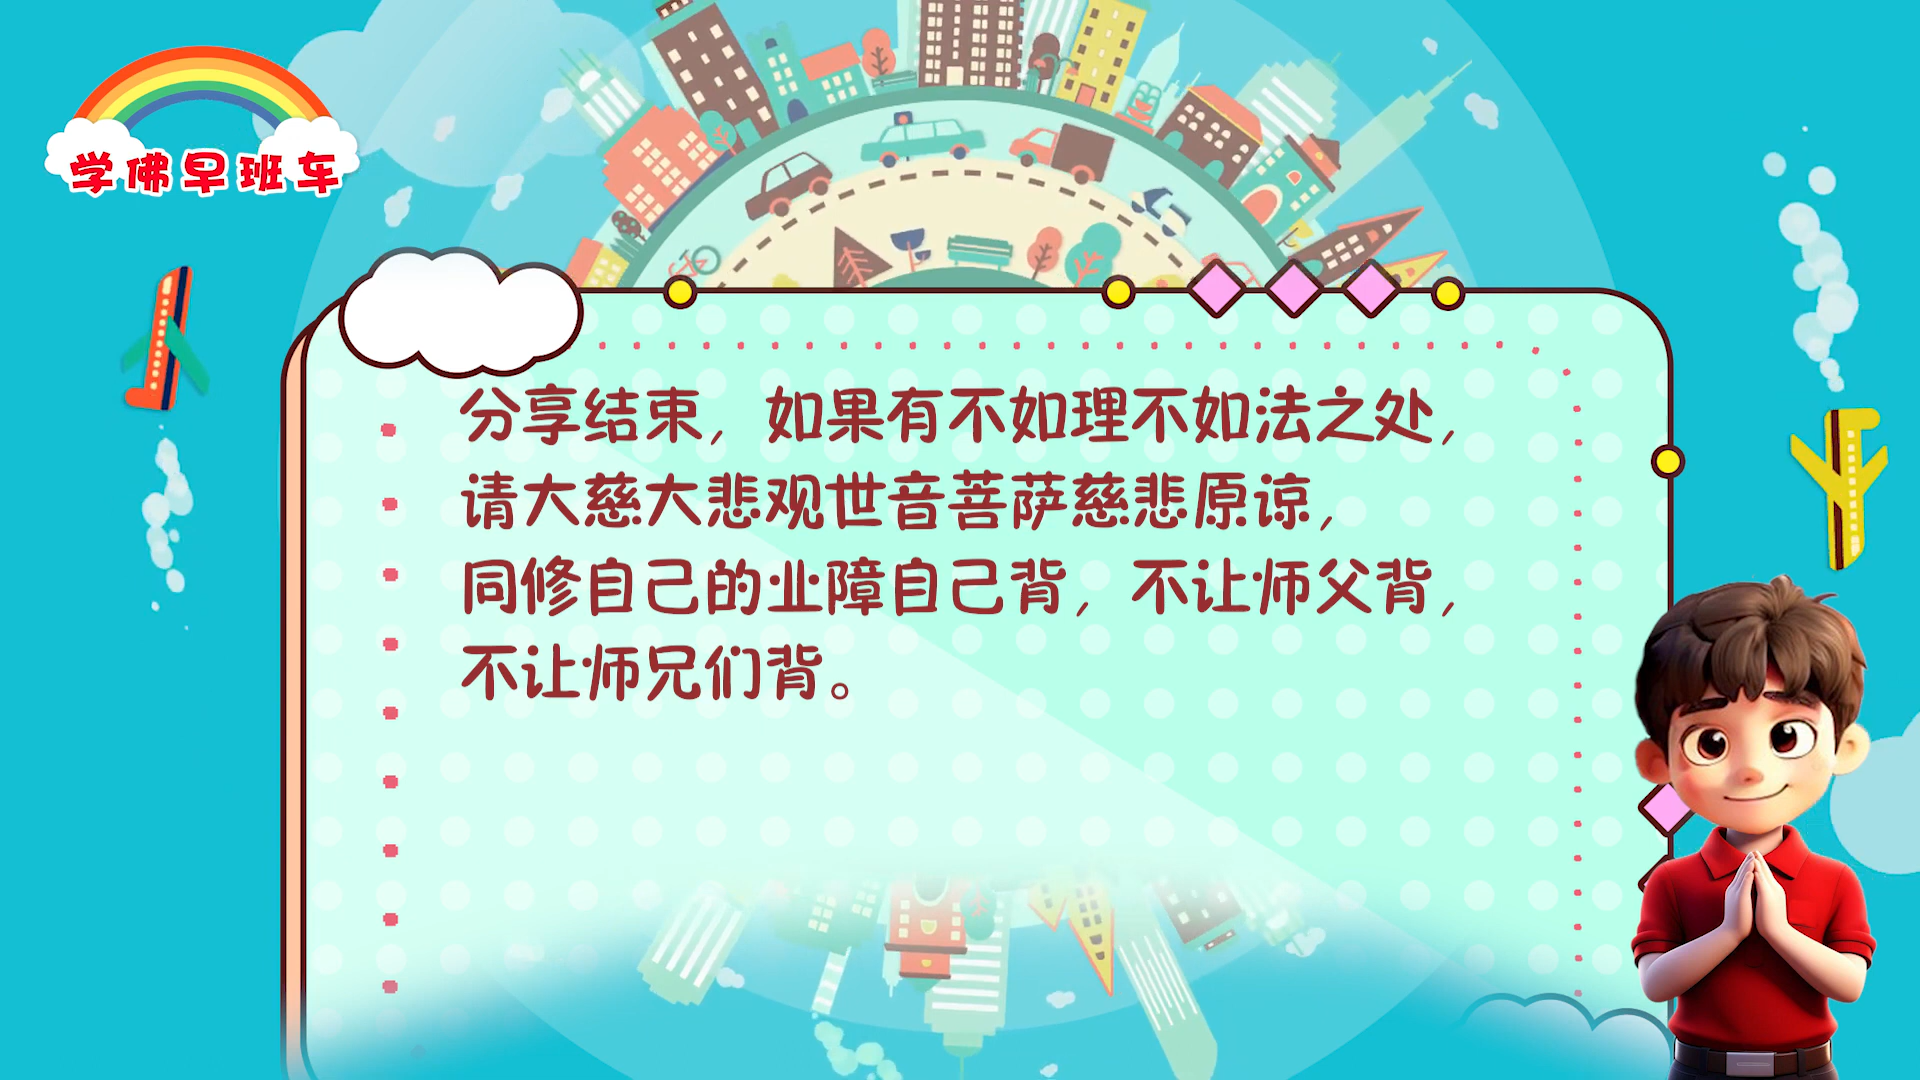 学佛早班车
分享结束，如果有不如理不如法之处，
请大慈大悲观世音菩萨慈悲原谅，
同修自己的业障自己背，不让师父背，
不让师兄们背。